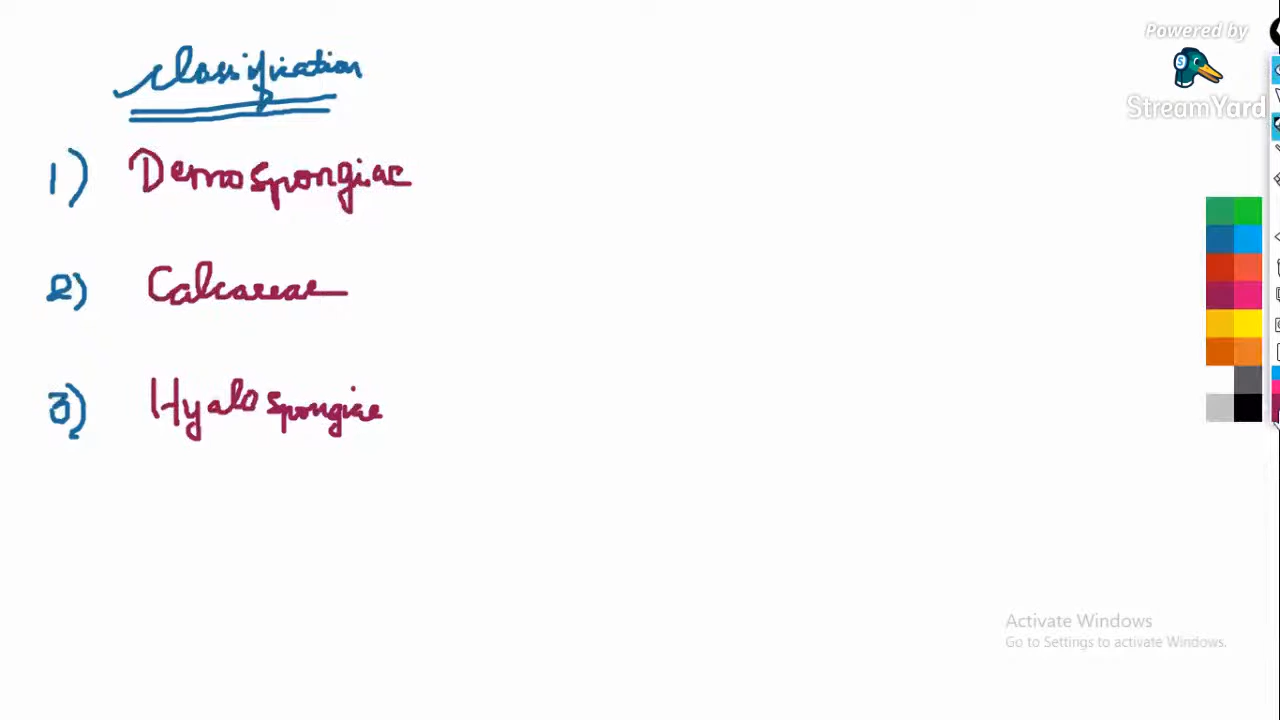 Classification
1) Demospongiae
2) Calcareae
3) Hyalospongiae
Powered by
StreamYard
Activate Windows
Go to Settings to activate Windows.